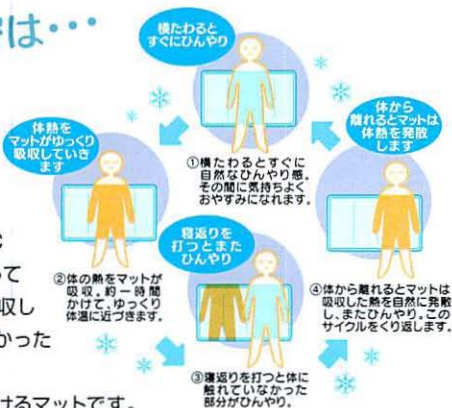 は・・・
横たわると
すぐにひんやり
①横たわるとすぐに
自然なひんやり感。
その間に気持ちよく
おやすみになれます。
体熱を
マットがゆっくり
吸収していき
ます
②体の熱をマットが
吸収。約一時間
かけて、ゆっくり
体温に近づきます。
寝返りを
打つとまた
ひんやり
③寝返りを打つと体に
触れていなかった
部分がひんやり。
体から
離れるとマットは
体熱を発散
します
④体から離れるとマットは
吸収した熱を自然に発散
し、またひんやり。この
サイクルをくり返します。
って
収し
かった
けるマットです。